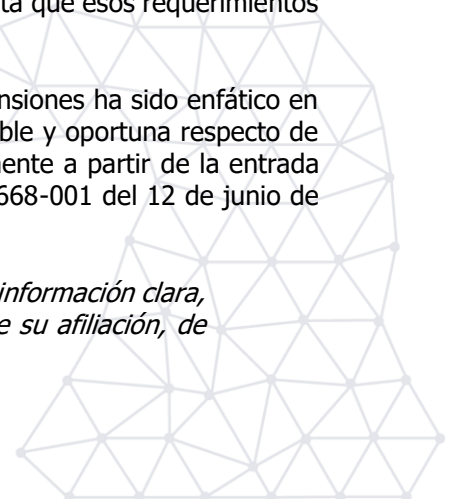 ta que esos requerimientos
nsiones ha sido enfático en
ble y oportuna respecto de
ente a partir de la entrada
668-001 del 12 de junio de
información clara,
e su afiliación, de